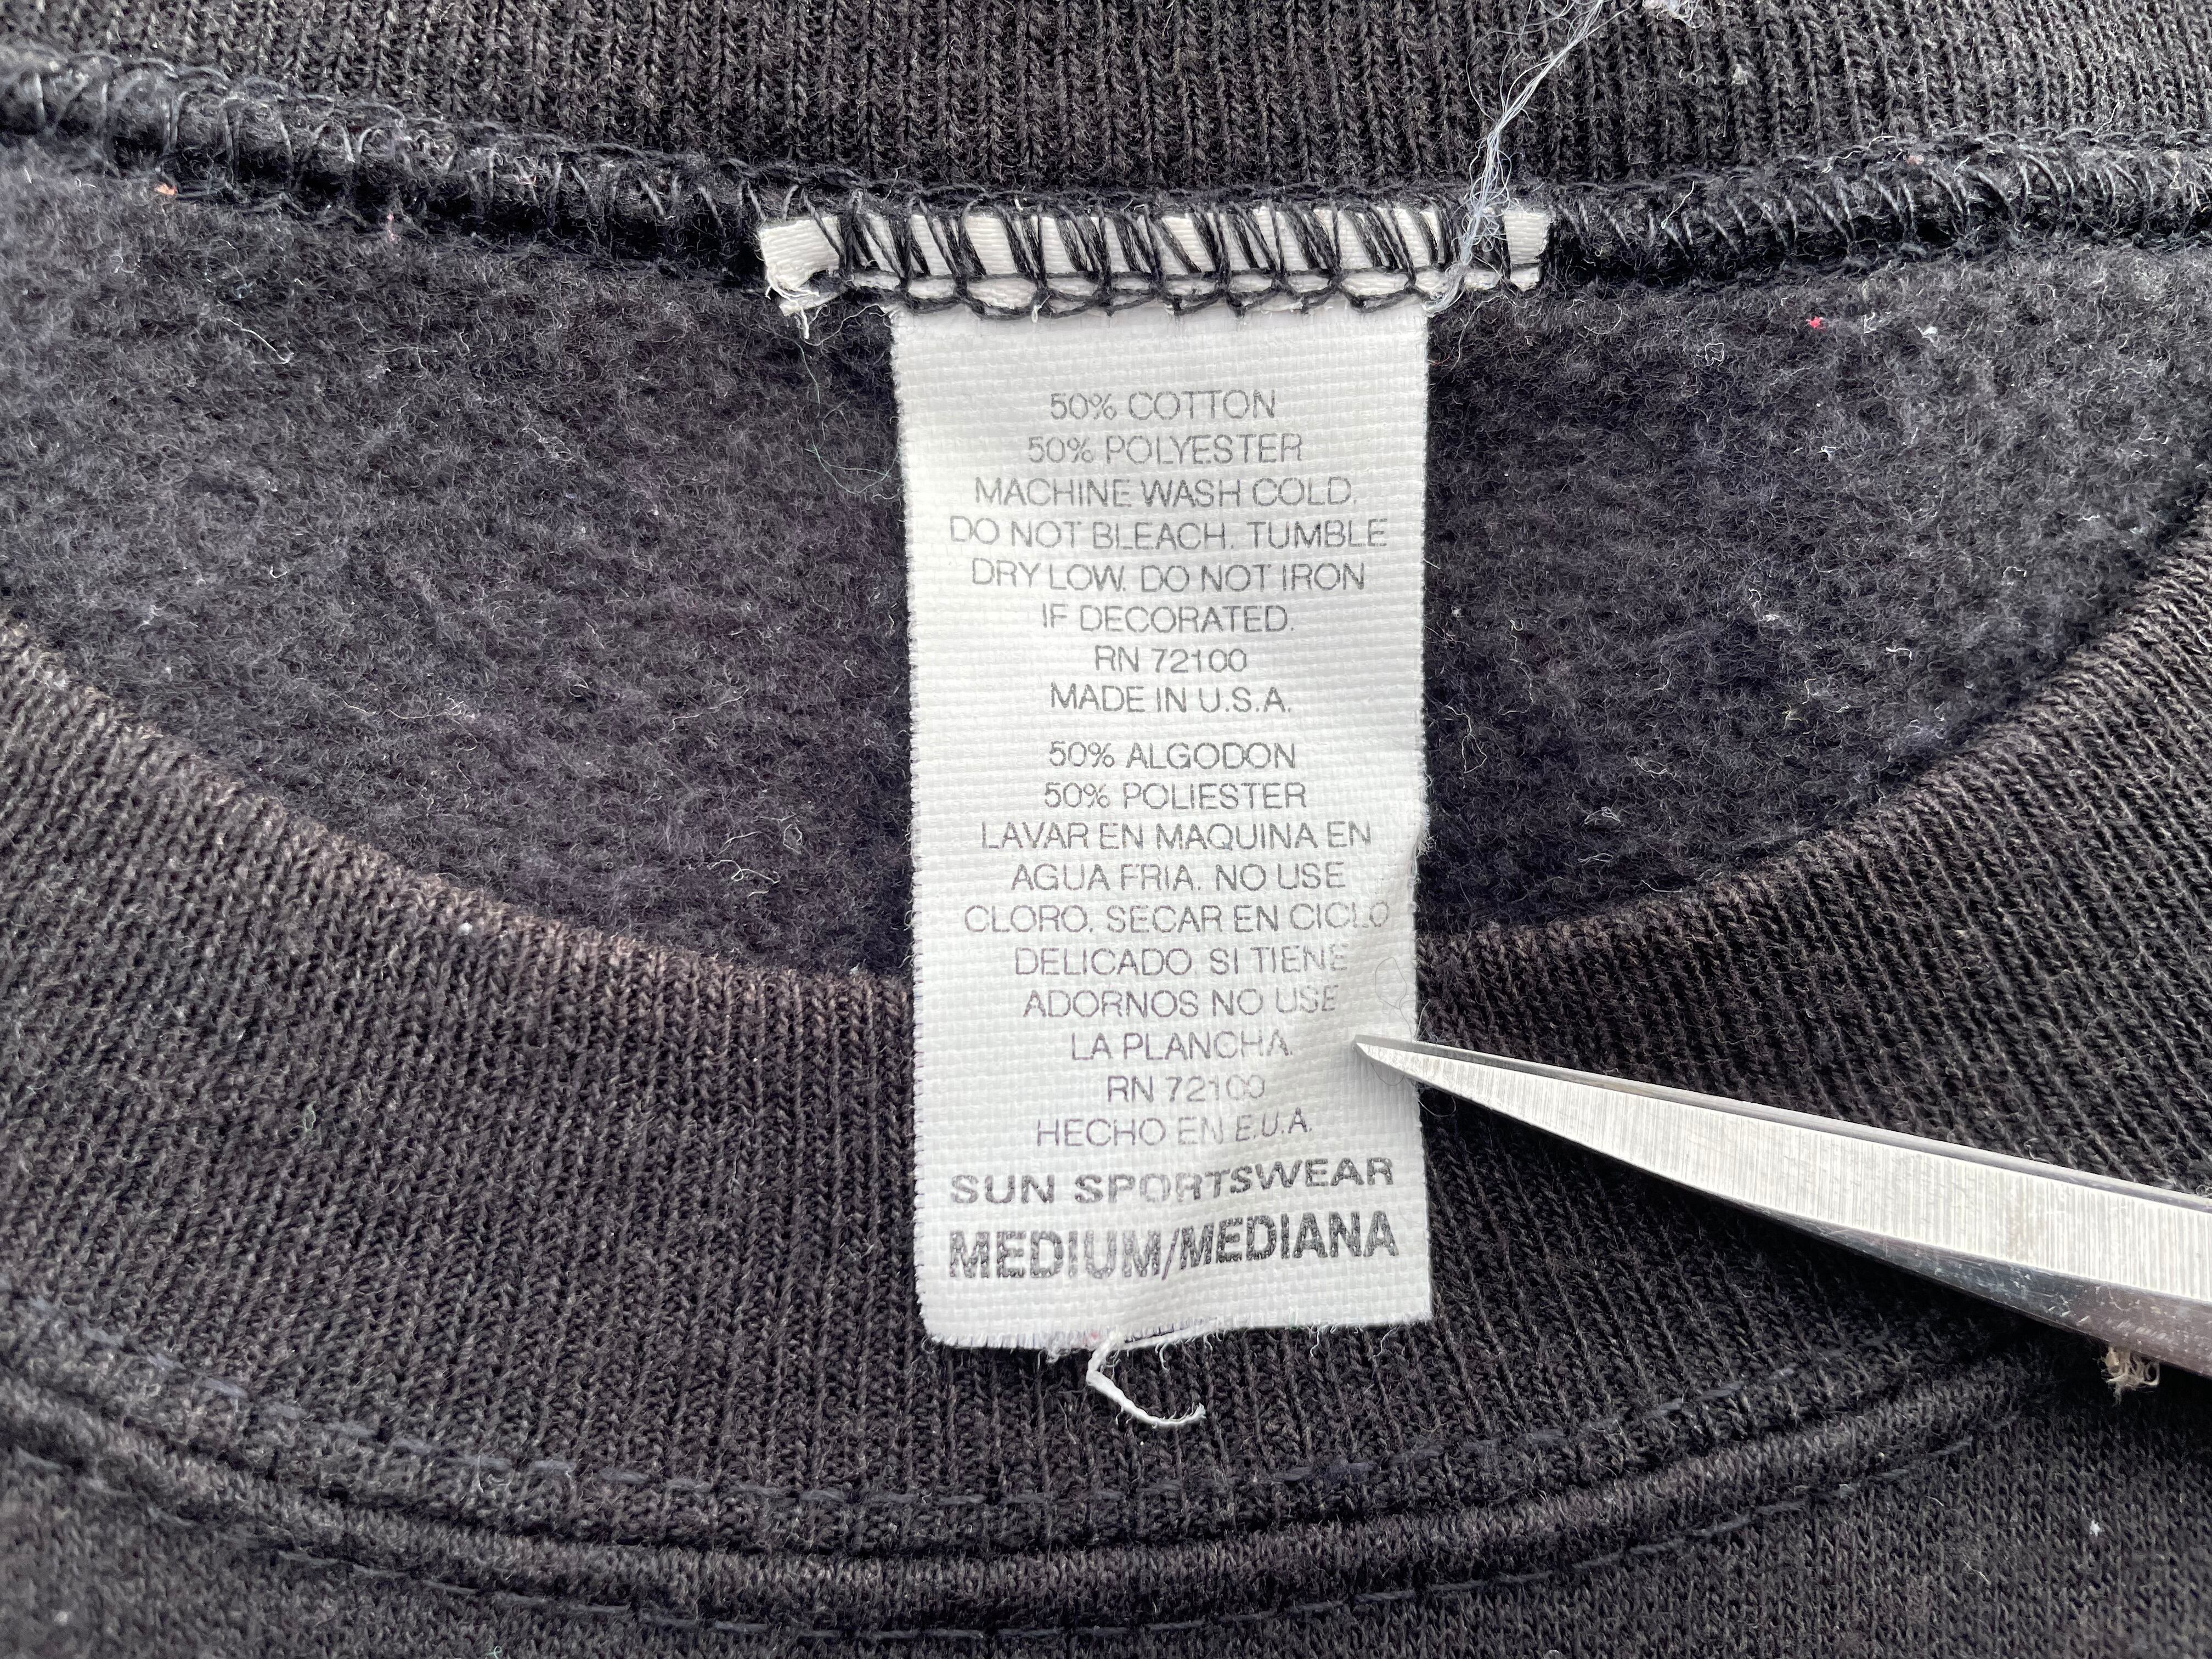 50% COTTON
50% POLYESTER
MACHINE WASH COLD.
DO NOT BLEACH. TUMBLE
DRY LOW. DO NOT IRON
IF DECORATED.
RN 72100
MADE IN U.S.A.
50% ALGODON
50% POLIESTER
LAVAR EN MAQUINA EN
AGUA FRIA. NO USE
CLORO. SECAR EN CICLO
DELICADO SI TIENE
ADORNOS NO USE
LA PLANCHA.
RN 72100
HECHO EN E.U.A.
SUN SPORTSWEAR
MEDIUM/MEDIANA